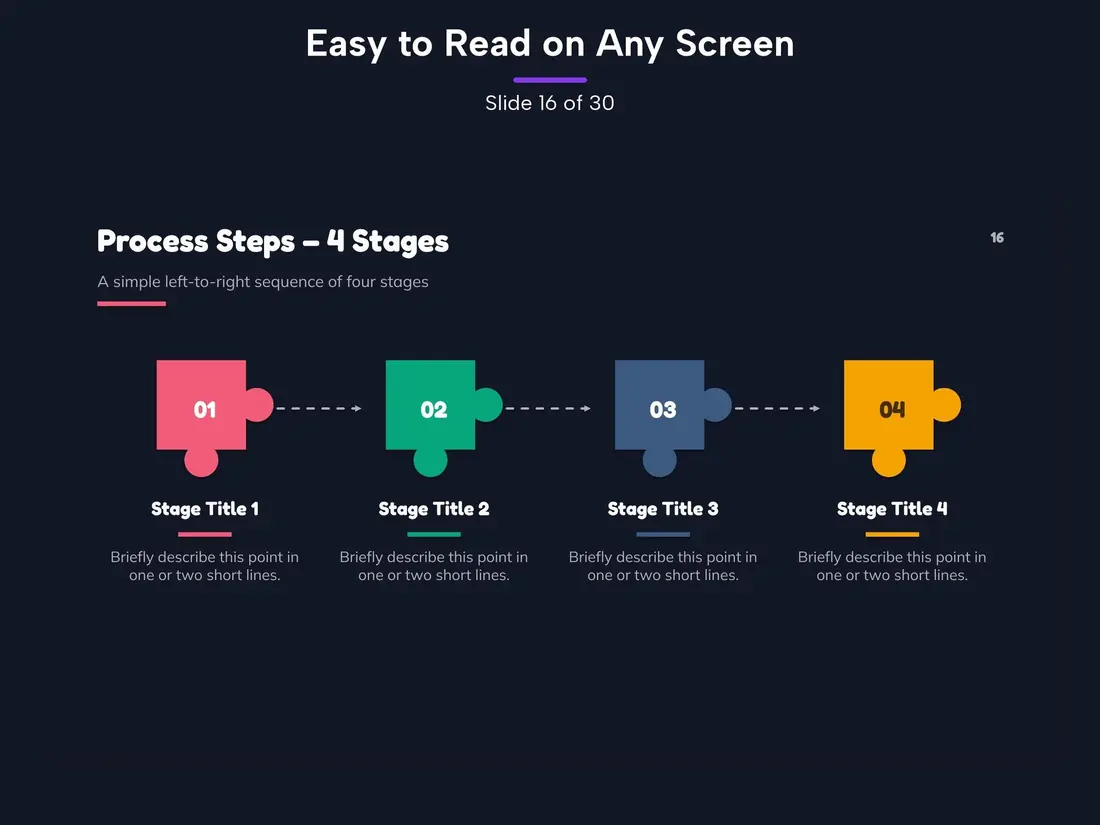 Easy to Read on Any Screen
Slide 16 of 30
Process Steps – 4 Stages
16
A simple left-to-right sequence of four stages
01
02
03
04
Stage Title 1
Stage Title 2
Stage Title 3
Stage Title 4
Briefly describe this point in
one or two short lines.
Briefly describe this point in
one or two short lines.
Briefly describe this point in
one or two short lines.
Briefly describe this point in
one or two short lines.